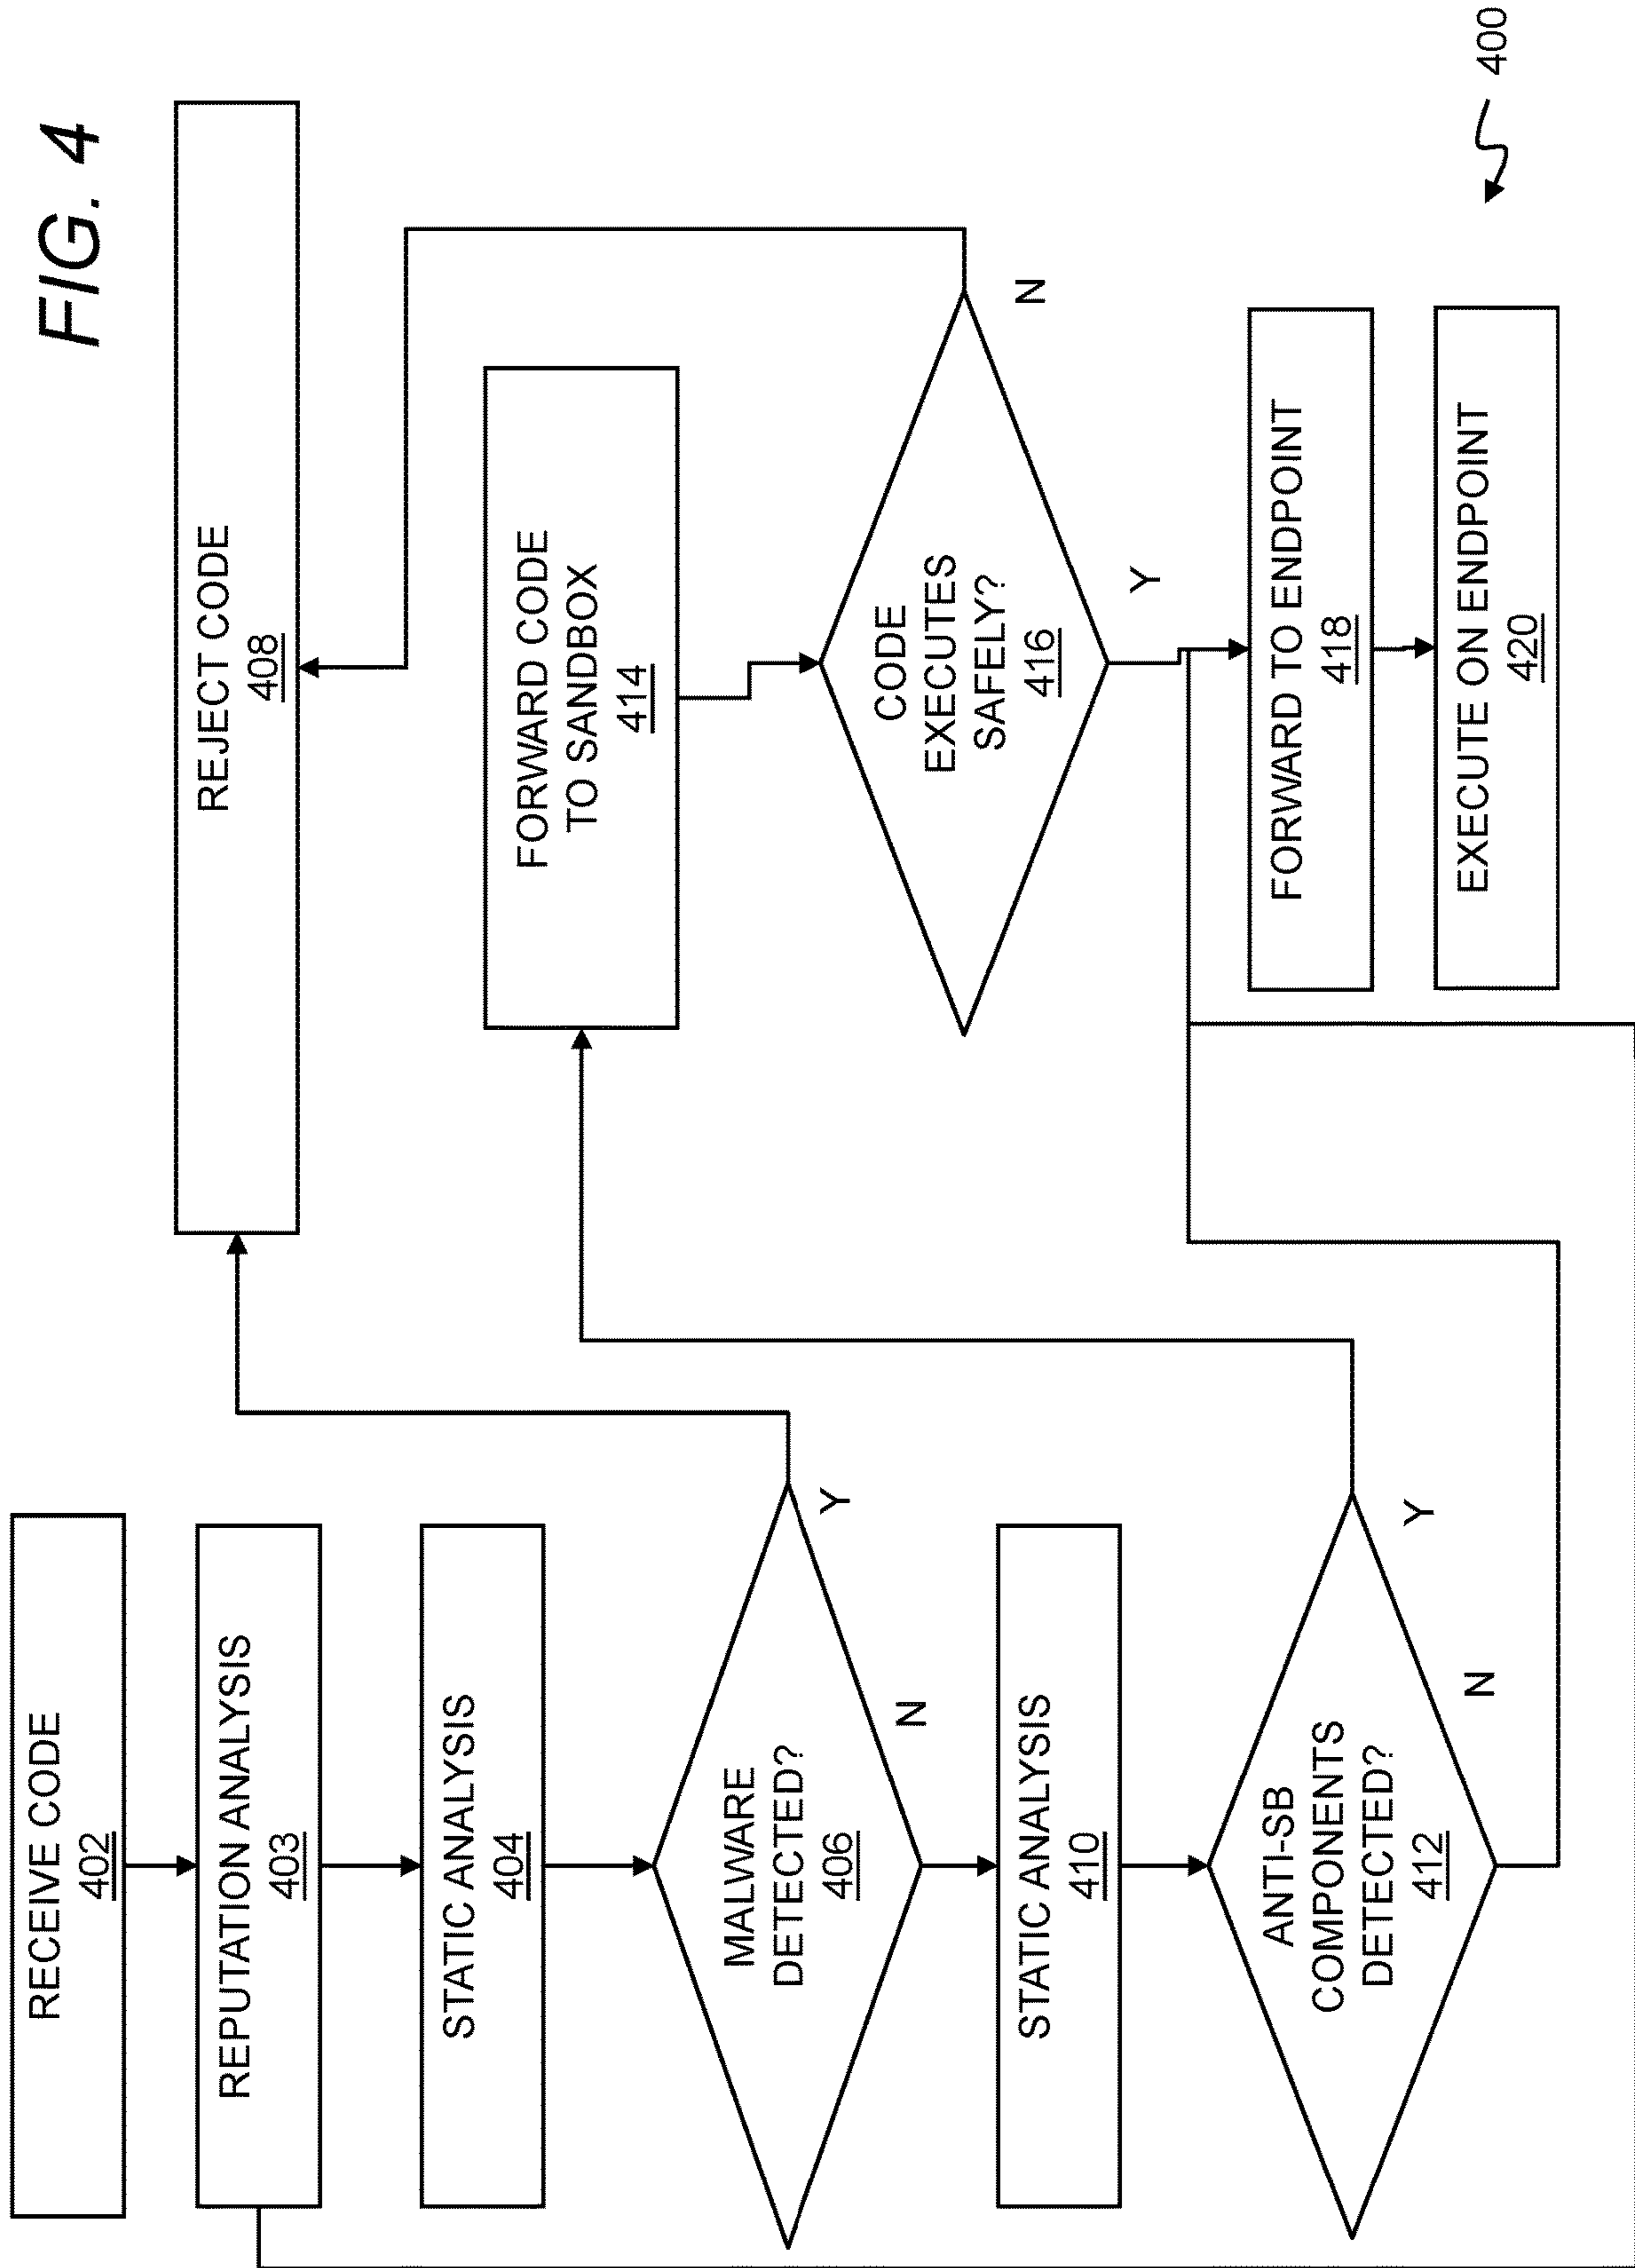 FIG. 4
RECEIVE CODE
402
REPUTATION ANALYSIS
403
STATIC ANALYSIS
404
MALWARE
DETECTED?
406
Y
N
STATIC ANALYSIS
410
ANTI-SB
COMPONENTS
DETECTED?
412
Y
N
REJECT CODE
408
FORWARD CODE
TO SANDBOX
414
CODE
EXECUTES
SAFELY?
416
N
Y
FORWARD TO ENDPOINT
418
EXECUTE ON ENDPOINT
420
400